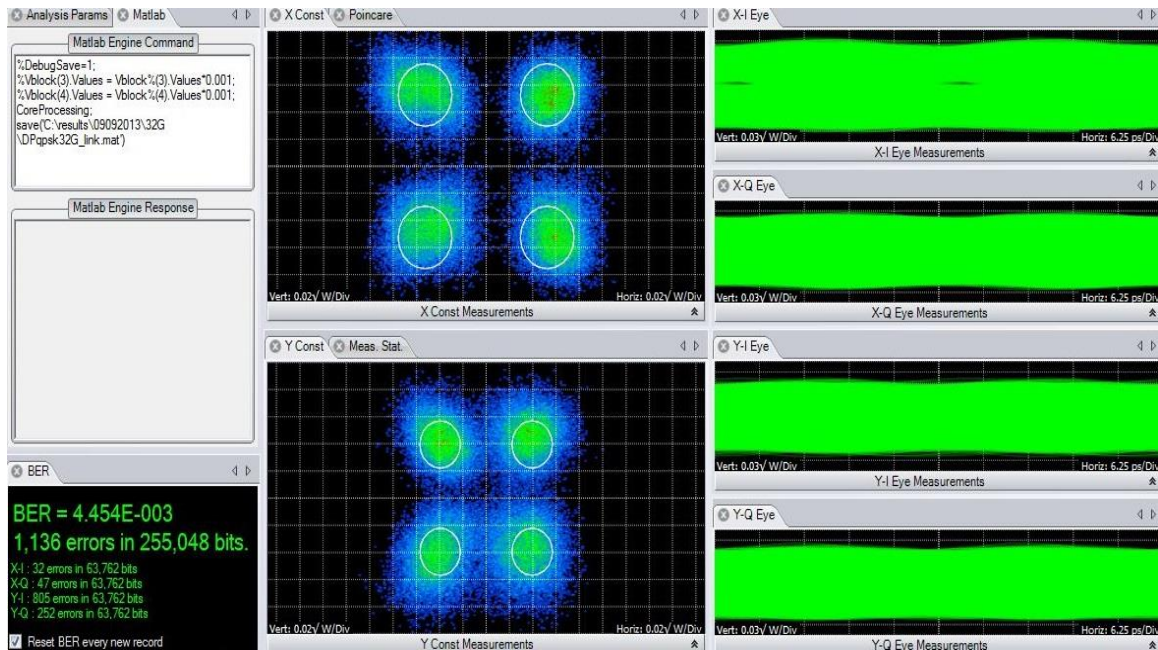 Analysis Params
Matlab
Matlab Engine Command
%DebugSave=1;
%Vblock(3).Values = Vblock%(3).Values*0.001;
%Vblock(4).Values = Vblock%(4).Values*0.001;
CoreProcessing;
save('C:\results\09092013\32G
\DPqpsk32G_link.mat')
Matlab Engine Response
BER
BER = 4.454E-003
1,136 errors in 255,048 bits.
X-I : 32 errors in 63,762 bits
X-Q : 47 errors in 63,762 bits
Y-I : 805 errors in 63,762 bits
Y-Q : 252 errors in 63,762 bits
Reset BER every new record
X Const
Poincare
Vert: 0.02√ W/Div
Horiz: 0.02√ W/Div
X Const Measurements
Y Const
Meas. Stat.
Vert: 0.02√ W/Div
Horiz: 0.02√ W/Div
Y Const Measurements
X-I Eye
Vert: 0.03√ W/Div
Horiz: 6.25 ps/Div
X-I Eye Measurements
X-Q Eye
Vert: 0.03√ W/Div
Horiz: 6.25 ps/Div
X-Q Eye Measurements
Y-I Eye
Vert: 0.03√ W/Div
Horiz: 6.25 ps/Div
Y-I Eye Measurements
Y-Q Eye
Vert: 0.03√ W/Div
Horiz: 6.25 ps/Div
Y-Q Eye Measurements